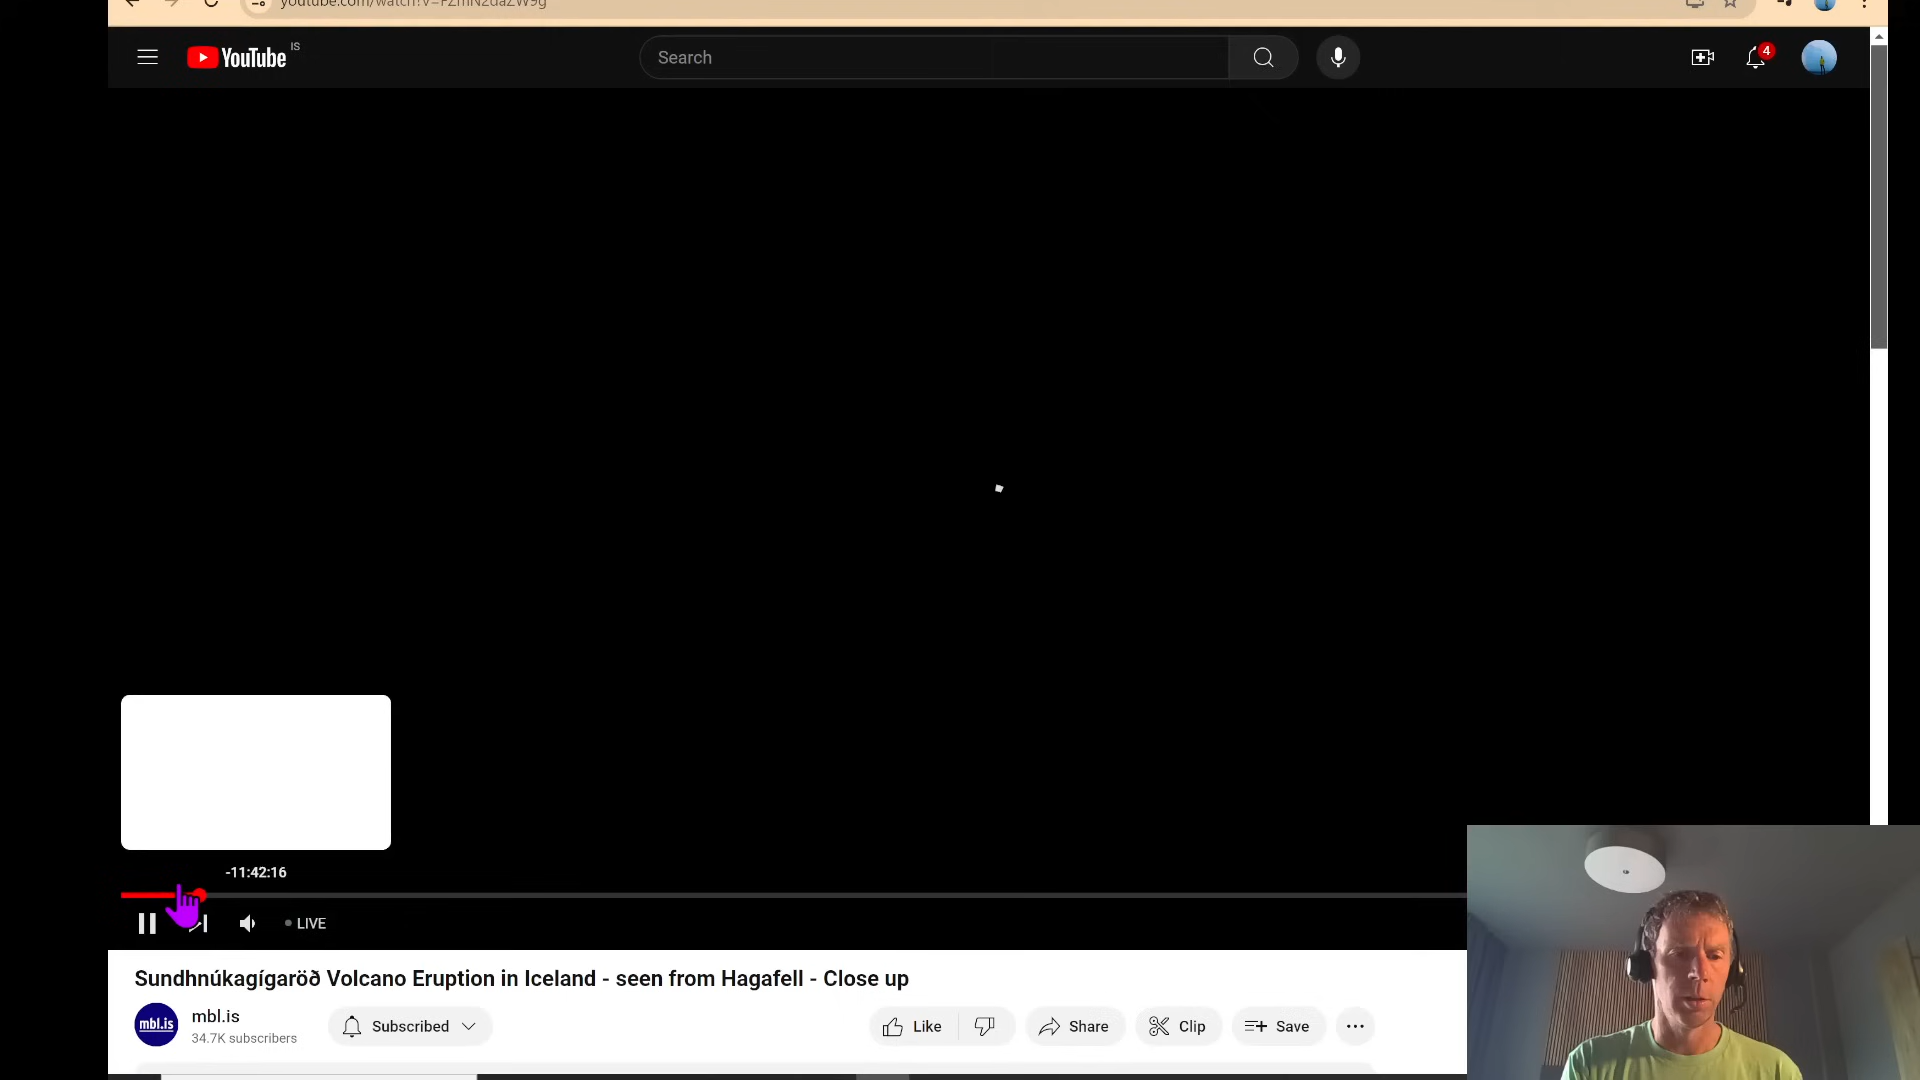 YouTube IS
Search
4
-11:42:16
LIVE
Sundhnúkagígaröð Volcano Eruption in Iceland - seen from Hagafell - Close up
mbl.is
mbl.is
34.7K subscribers
Subscribed
Like
Share
Clip
Save